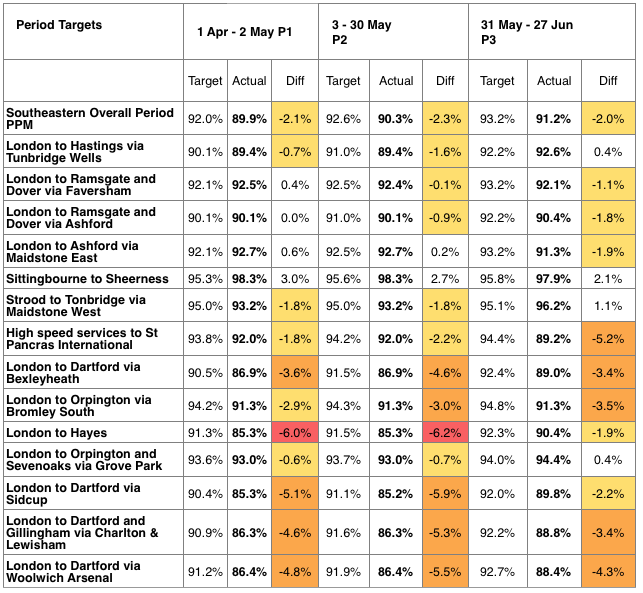 Period Targets 1 Apr - 2 May P1 3 - 30 May P2 31 May - 27 Jun P3
Target Actual Diff Target Actual Diff Target Actual Diff
Southeastern Overall Period PPM 92.0% 89.9% -2.1% 92.6% 90.3% -2.3% 93.2% 91.2% -2.0%
London to Hastings via Tunbridge Wells 90.1% 89.4% -0.7% 91.0% 89.4% -1.6% 92.2% 92.6% 0.4%
London to Ramsgate and Dover via Faversham 92.1% 92.5% 0.4% 92.5% 92.4% -0.1% 93.2% 92.1% -1.1%
London to Ramsgate and Dover via Ashford 90.1% 90.1% 0.0% 91.0% 90.1% -0.9% 92.2% 90.4% -1.8%
London to Ashford via Maidstone East 92.1% 92.7% 0.6% 92.5% 92.7% 0.2% 93.2% 91.3% -1.9%
Sittingbourne to Sheerness 95.3% 98.3% 3.0% 95.6% 98.3% 2.7% 95.8% 97.9% 2.1%
Strood to Tonbridge via Maidstone West 95.0% 93.2% -1.8% 95.0% 93.2% -1.8% 95.1% 96.2% 1.1%
High speed services to St Pancras International 93.8% 92.0% -1.8% 94.2% 92.0% -2.2% 94.4% 89.2% -5.2%
London to Dartford via Bexleyheath 90.5% 86.9% -3.6% 91.5% 86.9% -4.6% 92.4% 89.0% -3.4%
London to Orpington via Bromley South 94.2% 91.3% -2.9% 94.3% 91.3% -3.0% 94.8% 91.3% -3.5%
London to Hayes 91.3% 85.3% -6.0% 91.5% 85.3% -6.2% 92.3% 90.4% -1.9%
London to Orpington and Sevenoaks via Grove Park 93.6% 93.0% -0.6% 93.7% 93.0% -0.7% 94.0% 94.4% 0.4%
London to Dartford via Sidcup 90.4% 85.3% -5.1% 91.1% 85.2% -5.9% 92.0% 89.8% -2.2%
London to Dartford and Gillingham via Charlton & Lewisham 90.9% 86.3% -4.6% 91.6% 86.3% -5.3% 92.2% 88.8% -3.4%
London to Dartford via Woolwich Arsenal 91.2% 86.4% -4.8% 91.9% 86.4% -5.5% 92.7% 88.4% -4.3%